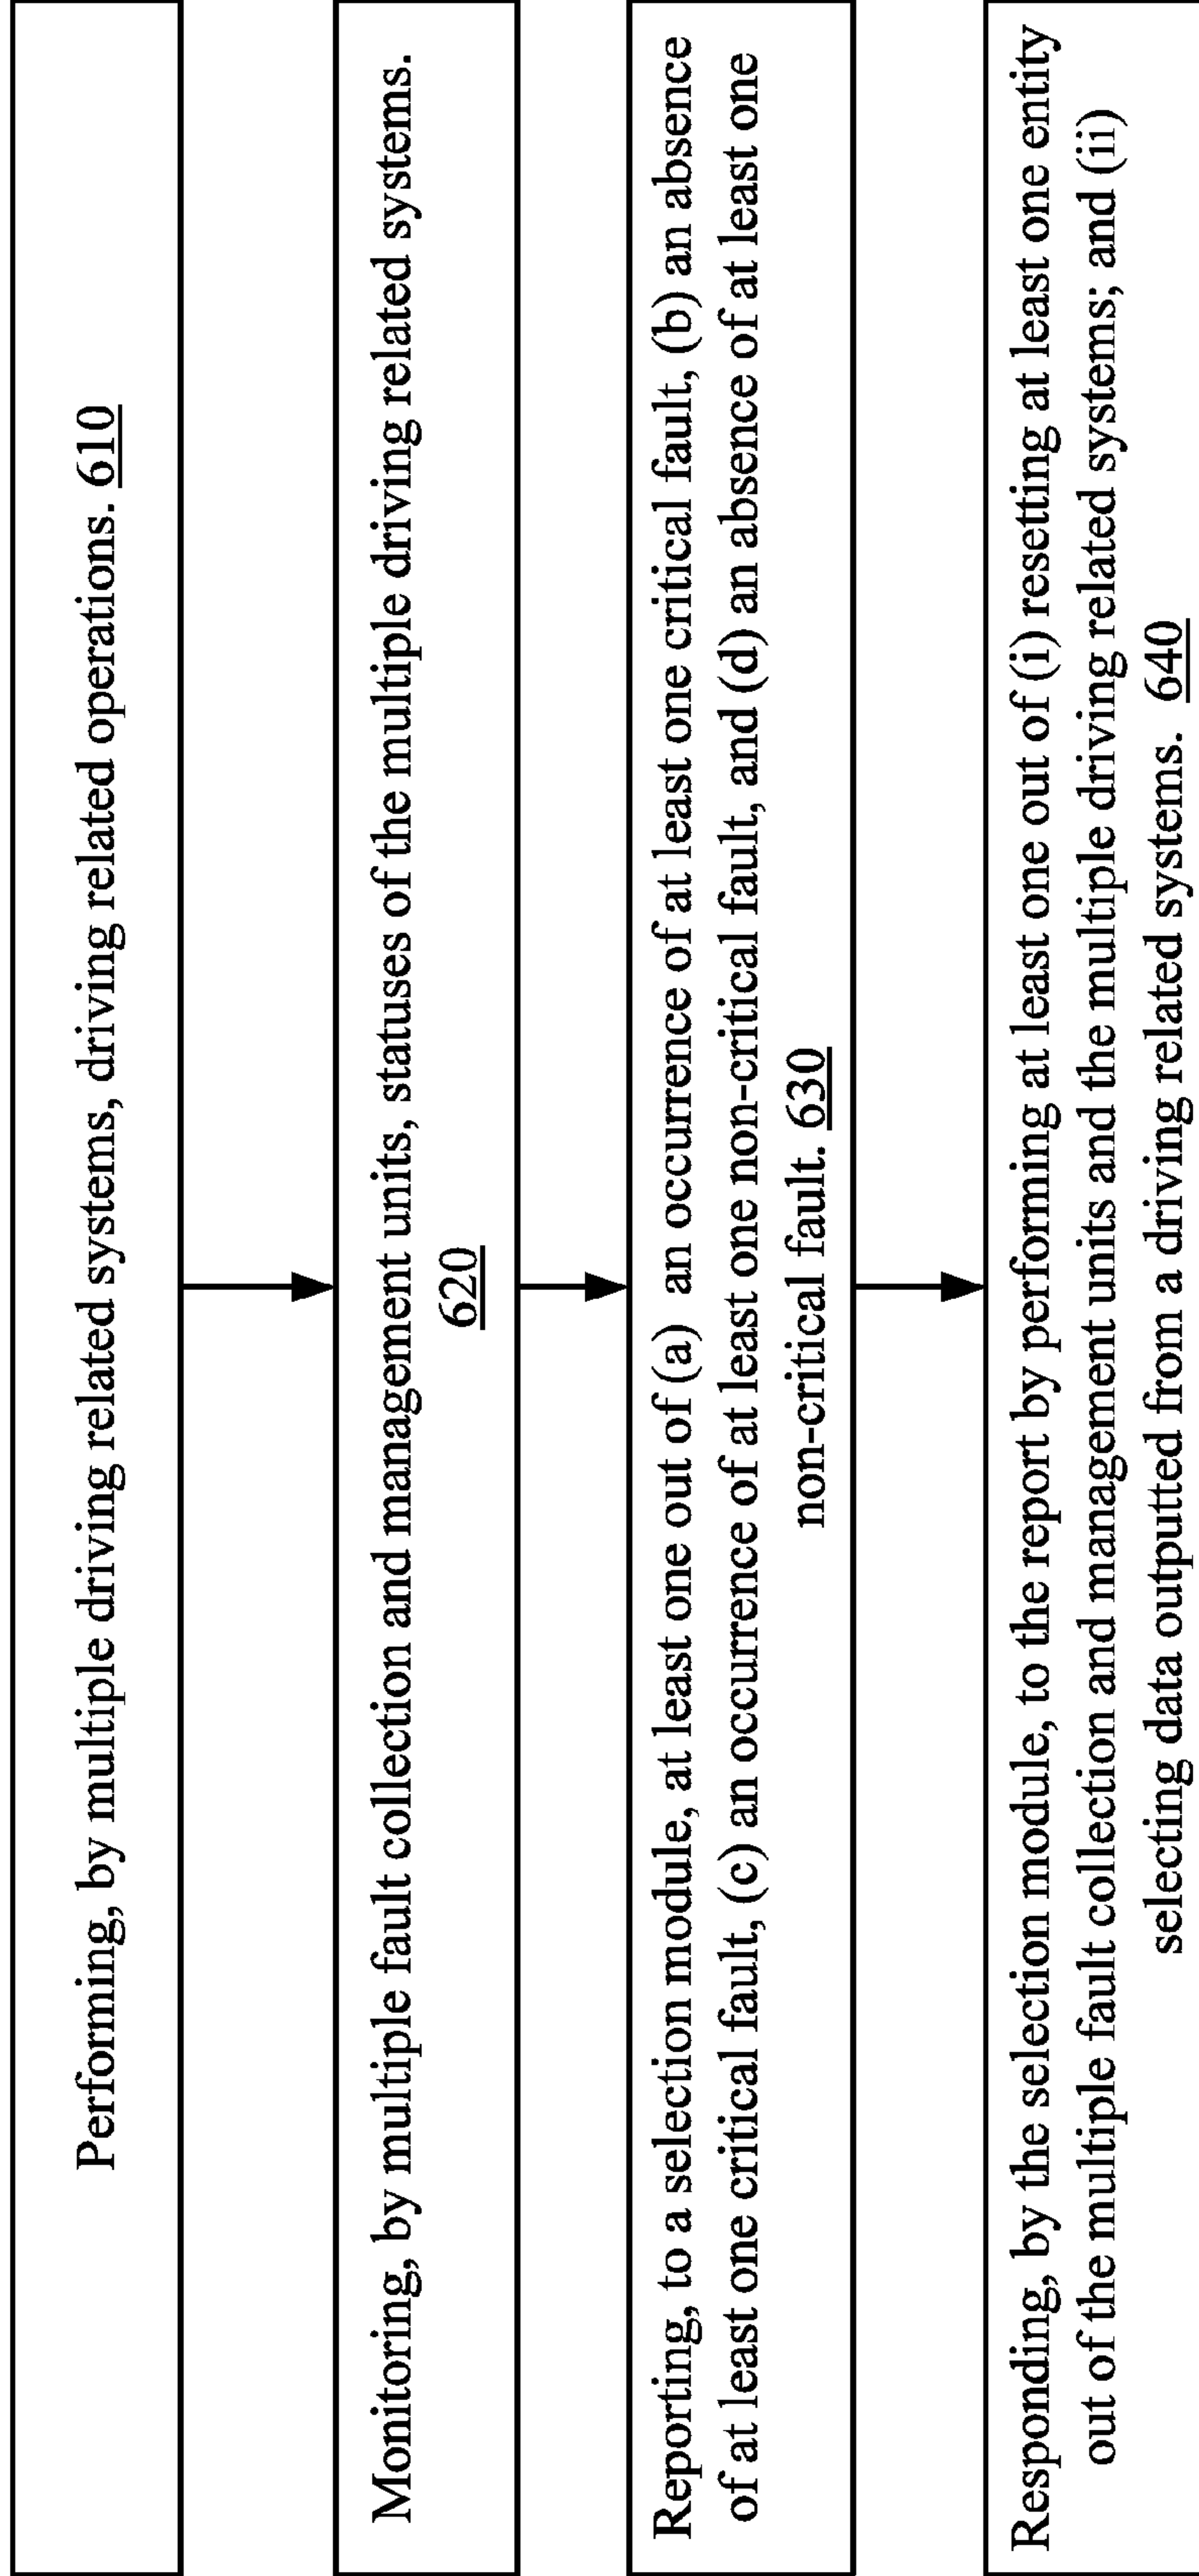 Performing, by multiple driving related systems, driving related operations. 610
Monitoring, by multiple fault collection and management units, statuses of the multiple driving related systems.
620
Reporting, to a selection module, at least one out of (a) an occurrence of at least one critical fault, (b) an absence
of at least one critical fault, (c) an occurrence of at least one non-critical fault, and (d) an absence of at least one
non-critical fault. 630
Responding, by the selection module, to the report by performing at least one out of (i) resetting at least one entity
out of the multiple fault collection and management units and the multiple driving related systems; and (ii)
selecting data outputted from a driving related systems. 640